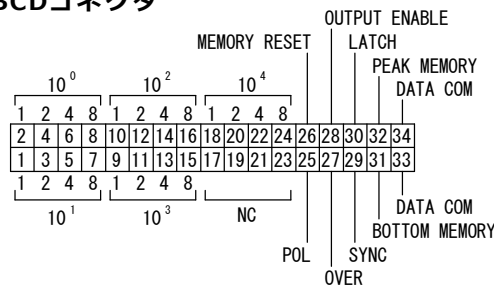 BCDコネクタ
OUTPUT ENABLE
MEMORY RESET LATCH
PEAK MEMORY
10⁰ 10² 10⁴ DATA COM
1 2 4 8 1 2 4 8 1 2 4 8
2 4 6 8 10 12 14 16 18 20 22 24 26 28 30 32 34
1 3 5 7 9 11 13 15 17 19 21 23 25 27 29 31 33
1 2 4 8 1 2 4 8
10¹ 10³ NC DATA COM
BOTTOM MEMORY
POL SYNC
OVER